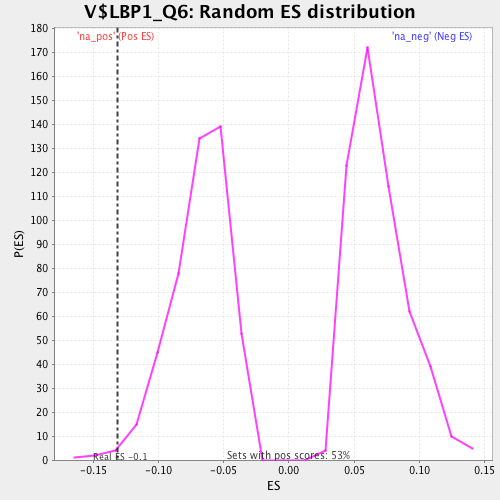 V$LBP1_Q6: Random ES distribution
'na_pos' (Pos ES)
'na_neg' (Neg ES)
180
170
160
150
140
130
120
110
100
90
80
70
60
50
40
30
20
10
0
P(ES)
Real ES -0.1
Sets with pos scores: 53%
-0.15 -0.10 -0.05 0.00 0.05 0.10 0.15
ES